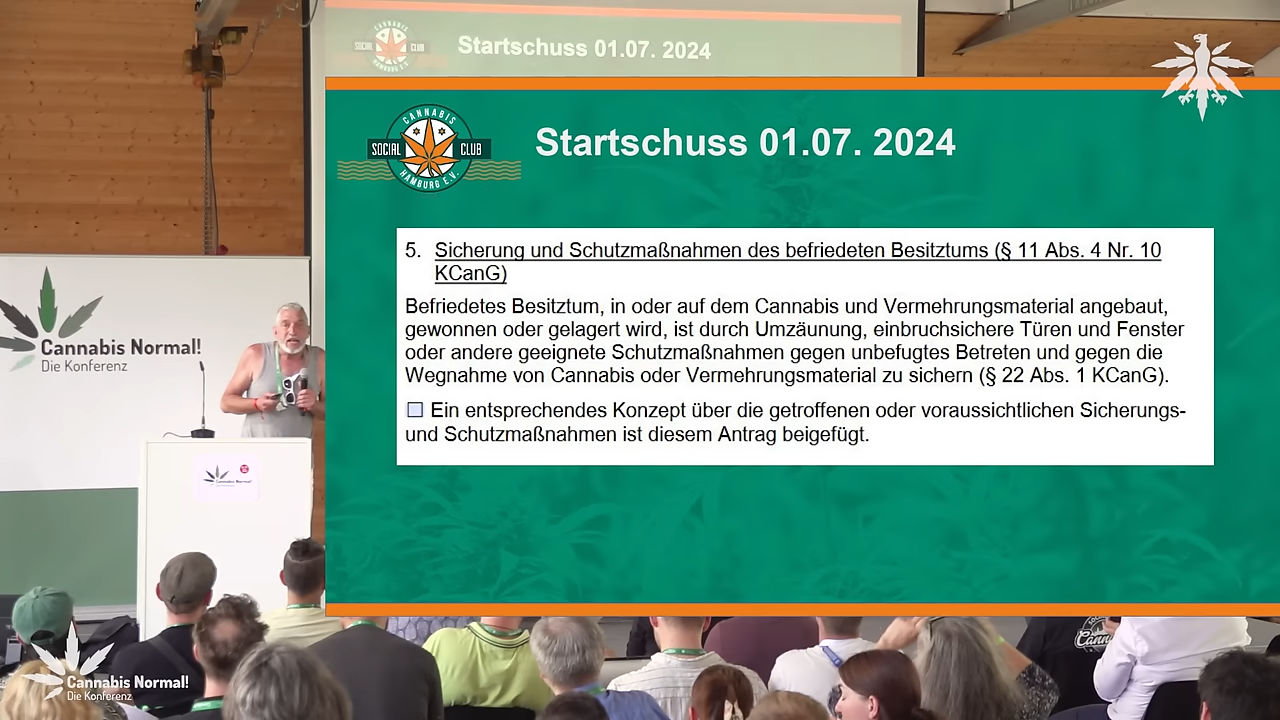 SOCIAL CLUB
Startschuss 01.07. 2024
CANNABIS
SOCIAL CLUB
HAMBURG E.V.
Startschuss 01.07. 2024
5. Sicherung und Schutzmaßnahmen des befriedeten Besitztums (§ 11 Abs. 4 Nr. 10
KCanG)
Befriedetes Besitztum, in oder auf dem Cannabis und Vermehrungsmaterial angebaut,
gewonnen oder gelagert wird, ist durch Umzäunung, einbruchsichere Türen und Fenster
oder andere geeignete Schutzmaßnahmen gegen unbefugtes Betreten und gegen die
Wegnahme von Cannabis oder Vermehrungsmaterial zu sichern (§ 22 Abs. 1 KCanG).
Ein entsprechendes Konzept über die getroffenen oder voraussichtlichen Sicherungs-
und Schutzmaßnahmen ist diesem Antrag beigefügt.
Cannabis Normal!
Die Konferenz
Cannabis Normal!
Cannabis Normal!
Die Konferenz